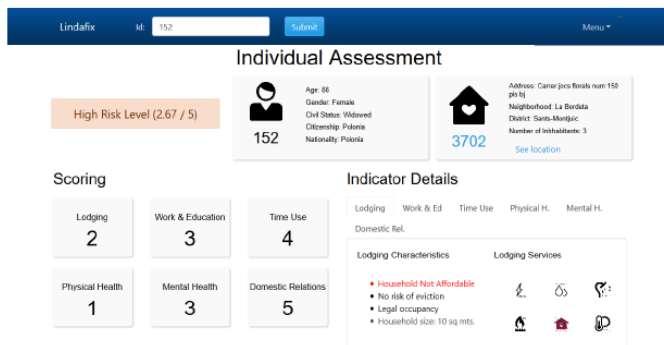 Lindafix Id: 152 Submit Menu
Individual Assessment
High Risk Level (2.67 / 5)
152
Age: 88
Gender: Female
Civil Status: Widowed
Citizenship: Polonia
Nationality: Polonia
3702
Address: Carrer jocs florals num 150
pis bj
Neighborhood: La Bordeta
District: Sants-Montjuic
Number of Inhhabitants: 3
See location
Scoring
Lodging
2
Work & Education
3
Time Use
4
Physical Health
1
Mental Health
3
Domestic Relations
5
Indicator Details
Lodging Work & Ed Time Use Physical H. Mental H.
Domestic Rel.
Lodging Characteristics
Household Not Affordable
No risk of eviction
Legal occupancy
Household size: 10 sq mts.
Lodging Services